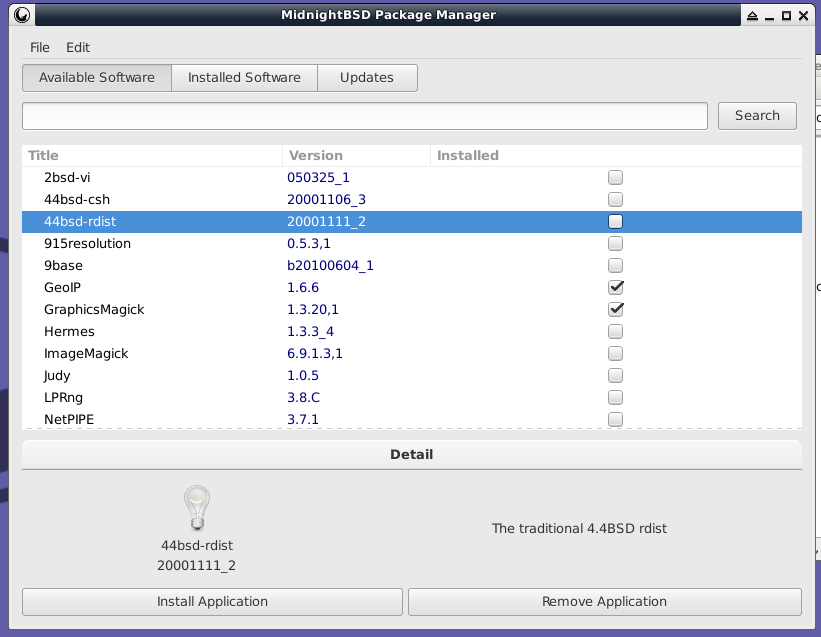 MidnightBSD Package Manager
File Edit
Available Software Installed Software Updates
Search
Title Version Installed
2bsd-vi 050325_1
44bsd-csh 20001106_3
44bsd-rdist 20001111_2
915resolution 0.5.3,1
9base b20100604_1
GeoIP 1.6.6
GraphicsMagick 1.3.20,1
Hermes 1.3.3_4
ImageMagick 6.9.1.3,1
Judy 1.0.5
LPRng 3.8.C
NetPIPE 3.7.1
Detail
44bsd-rdist
20001111_2
The traditional 4.4BSD rdist
Install Application Remove Application